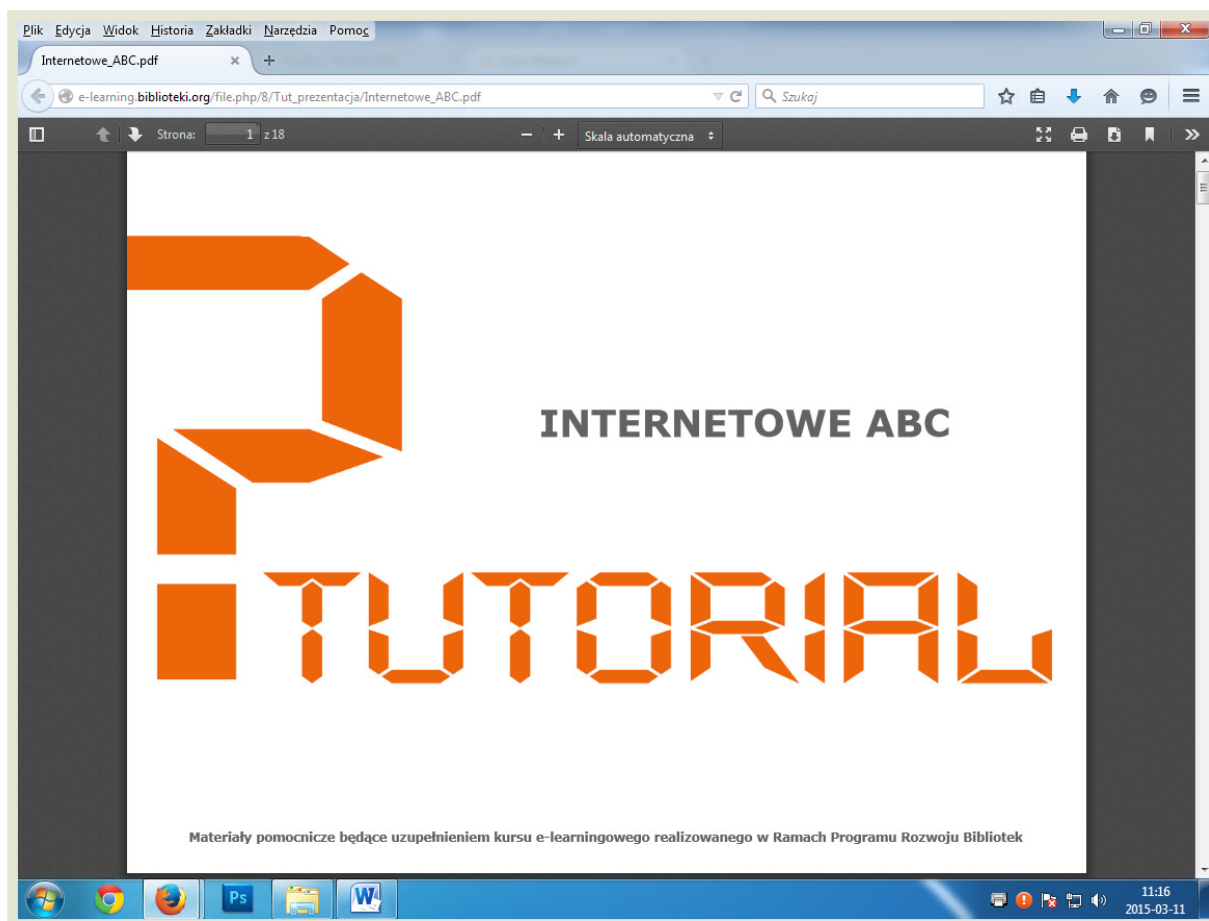 Plik Edycja Widok Historia Zakładki Narzędzia Pomoc
Internetowe_ABC.pdf × +
e-learning.biblioteki.org/file.php/8/Tut_prezentacja/Internetowe_ABC.pdf Szukaj
Strona: 1 z 18 − + Skala automatyczna
INTERNETOWE ABC
TUTORIAL
Materiały pomocnicze będące uzupełnieniem kursu e-learningowego realizowanego w Ramach Programu Rozwoju Bibliotek
Ps W 11:16
2015-03-11